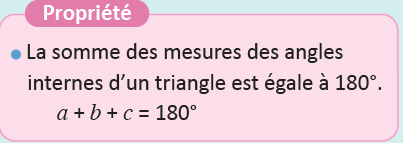 Propriété
• La somme des mesures des angles
internes d'un triangle est égale à 180°.
a + b + c = 180°